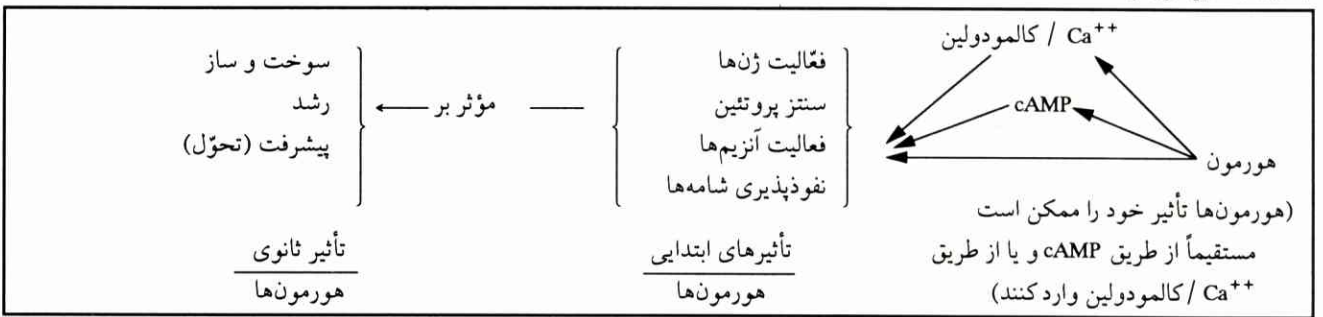 Ca++ / کالمودولین
cAMP
هورمون
(هورمون‌ها تأثیر خود را ممکن است
مستقیماً از طریق cAMP و یا از طریق
Ca++ / کالمودولین وارد کنند)
فعّالیت ژن‌ها
سنتز پروتئین
فعالیت آنزیم‌ها
نفوذپذیری شامه‌ها
تأثیرهای ابتدایی
هورمون‌ها
مؤثر بر
سوخت و ساز
رشد
پیشرفت (تحوّل)
تأثیر ثانوی
هورمون‌ها